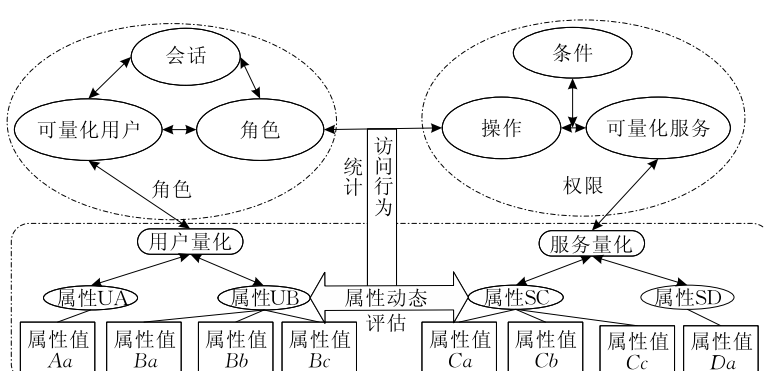 会话
条件
可量化用户
角色
操作
可量化服务
统计
访问行为
角色
权限
用户量化
服务量化
属性UA
属性UB
属性动态
评估
属性SC
属性SD
属性值
Aa
属性值
Ba
属性值
Bb
属性值
Bc
属性值
Ca
属性值
Cb
属性值
Cc
属性值
Da